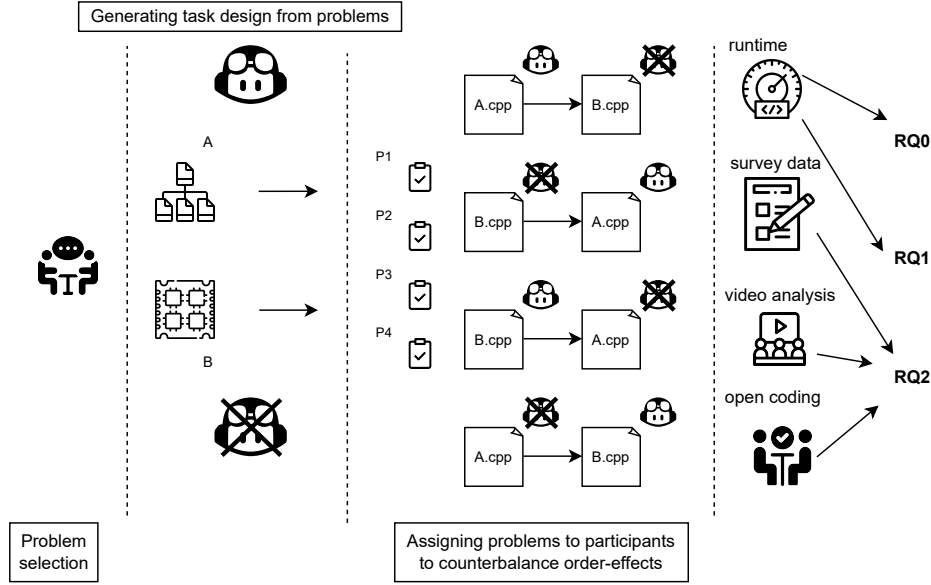 Generating task design from problems
A
B
P1
P2
P3
P4
A.cpp
B.cpp
B.cpp
A.cpp
B.cpp
A.cpp
A.cpp
B.cpp
runtime
</>
survey data
video analysis
open coding
RQ0
RQ1
RQ2
Problem
selection
Assigning problems to participants
to counterbalance order-effects